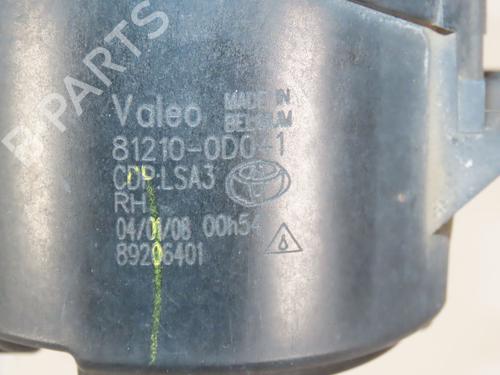 B-PARTS
Valeo MADE IN BELGIUM
81210-0D041
CDP:LSA3
RH
04/01/08 00h54
89206401